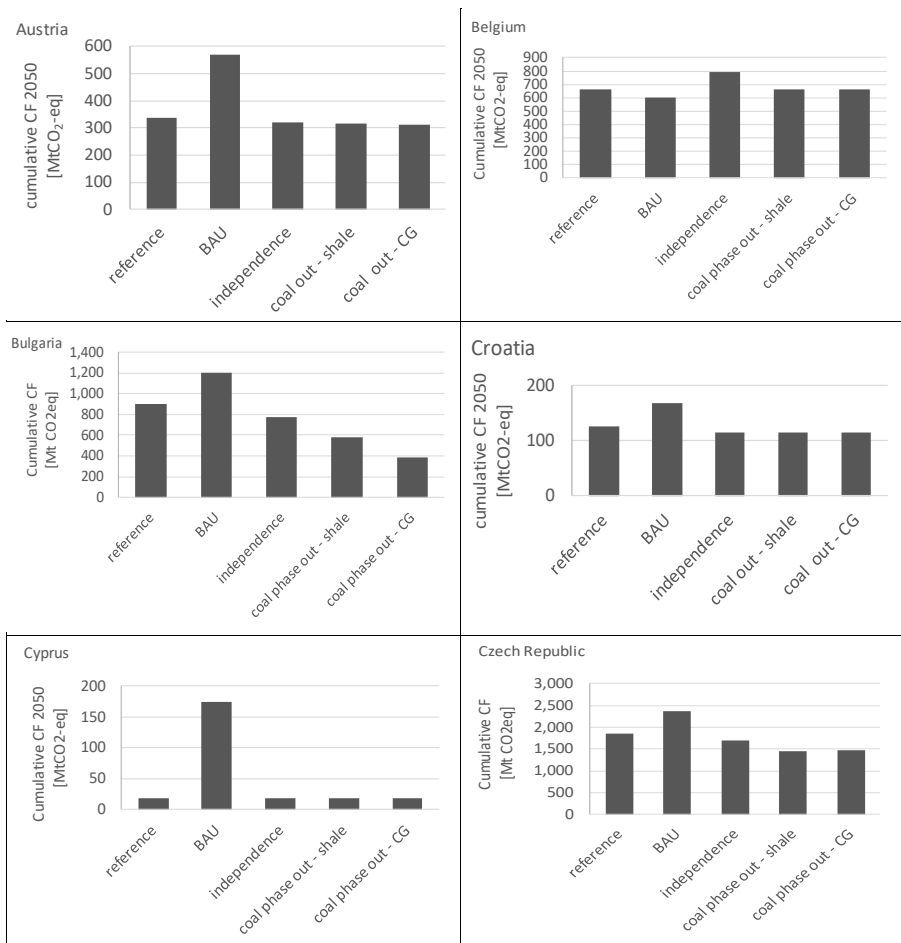 Austria
cumulative CF 2050
[MtCO₂-eq]
600
500
400
300
200
100
0
reference
BAU
independence
coal out - shale
coal out - CG
Belgium
Cumulative CF 2050
[MtCO2-eq]
900
800
700
600
500
400
300
200
100
0
reference
BAU
independence
coal phase out - shale
coal phase out - CG
Bulgaria
Cumulative CF
[Mt CO2eq]
1,400
1,200
1,000
800
600
400
200
0
reference
BAU
independence
coal phase out - shale
coal phase out - CG
Croatia
cumulative CF 2050
[MtCO2-eq]
200
100
0
reference
BAU
independence
coal out - shale
coal out - CG
Cyprus
Cumulative CF 2050
[MtCO2-eq]
200
150
100
50
0
reference
BAU
independence
coal phase out - shale
coal phase out - CG
Czech Republic
Cumulative CF
[Mt CO2eq]
3,000
2,500
2,000
1,500
1,000
500
0
reference
BAU
independence
coal phase out - shale
coal phase out - CG